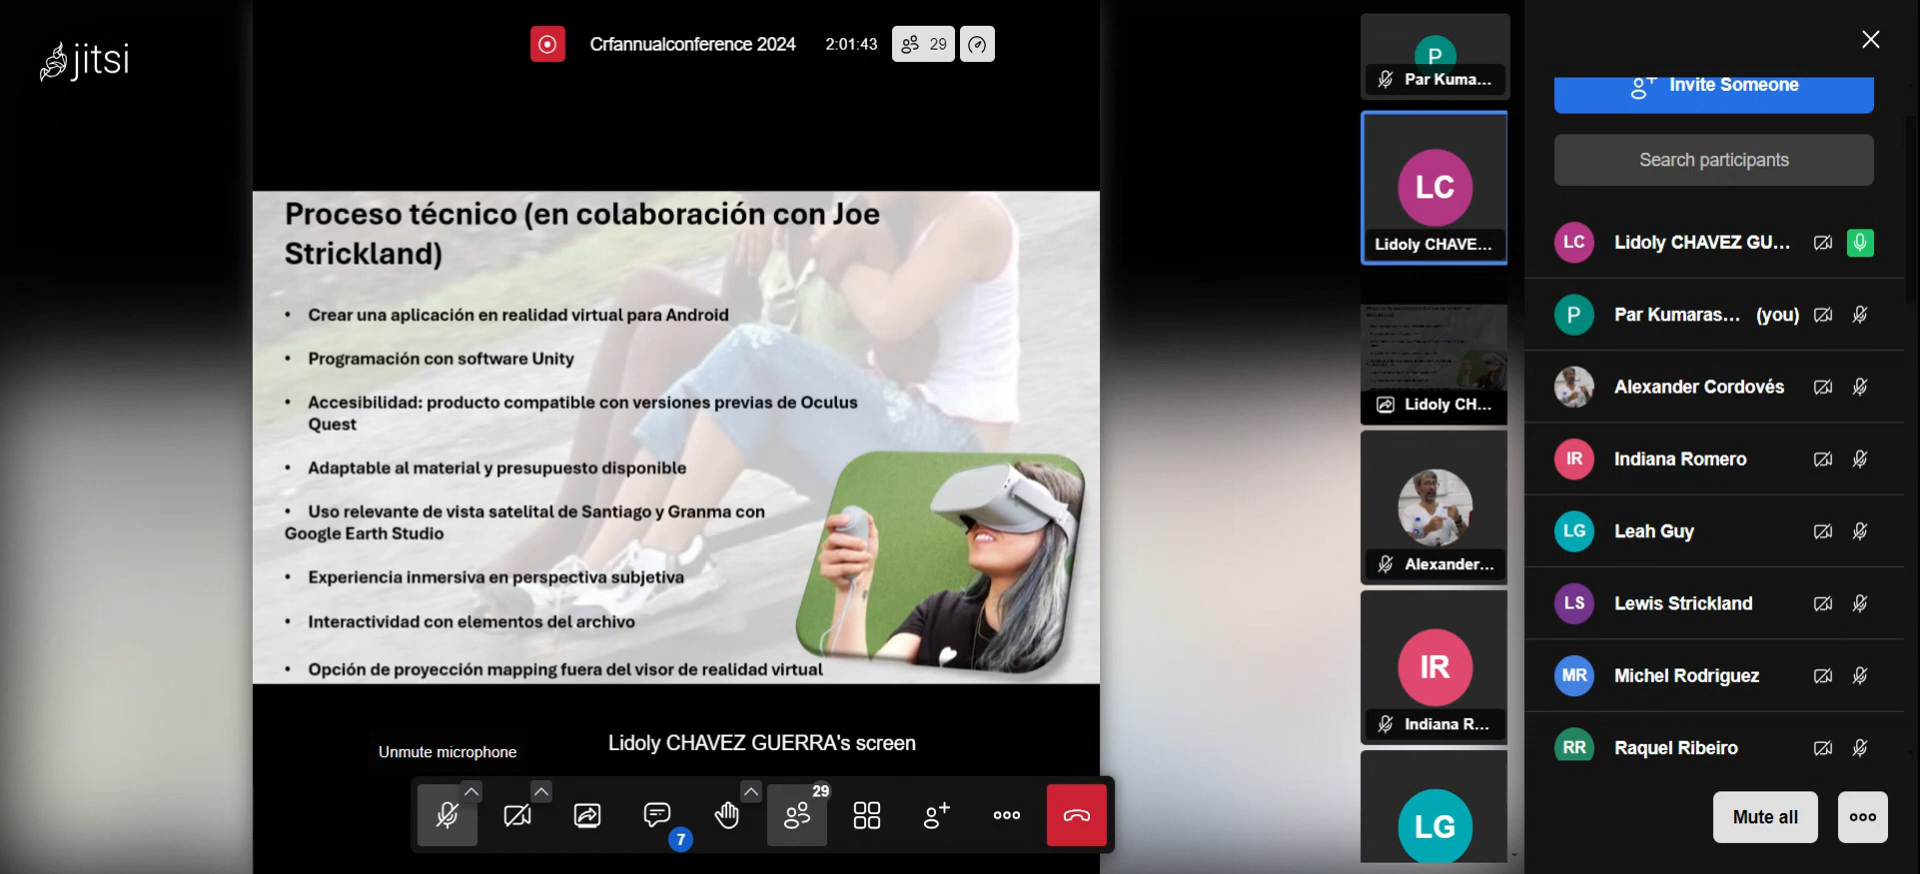 jitsi
Crfannualconference 2024 2:01:43 29
Proceso técnico (en colaboración con Joe
Strickland)
• Crear una aplicación en realidad virtual para Android
• Programación con software Unity
• Accesibilidad: producto compatible con versiones previas de Oculus
Quest
• Adaptable al material y presupuesto disponible
• Uso relevante de vista satelital de Santiago y Granma con
Google Earth Studio
• Experiencia inmersiva en perspectiva subjetiva
• Interactividad con elementos del archivo
• Opción de proyección mapping fuera del visor de realidad virtual
Lidoly CHAVEZ GUERRA's screen
Unmute microphone
29
7
P
Par Kuma...
LC
Lidoly CHAVE...
Lidoly CH...
Alexander...
IR
Indiana R...
LG
Invite Someone
Search participants
LC Lidoly CHAVEZ GU...
P Par Kumaras... (you)
Alexander Cordovés
IR Indiana Romero
LG Leah Guy
LS Lewis Strickland
MR Michel Rodriguez
RR Raquel Ribeiro
Mute all